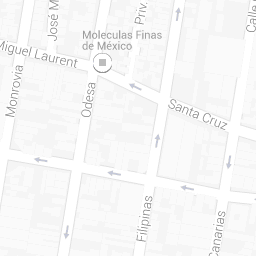 José M
Priv.
Calle
Moleculas Finas
de México
Miguel Laurent
Monrovia
Odesa
Santa Cruz
Filipinas
Canarias